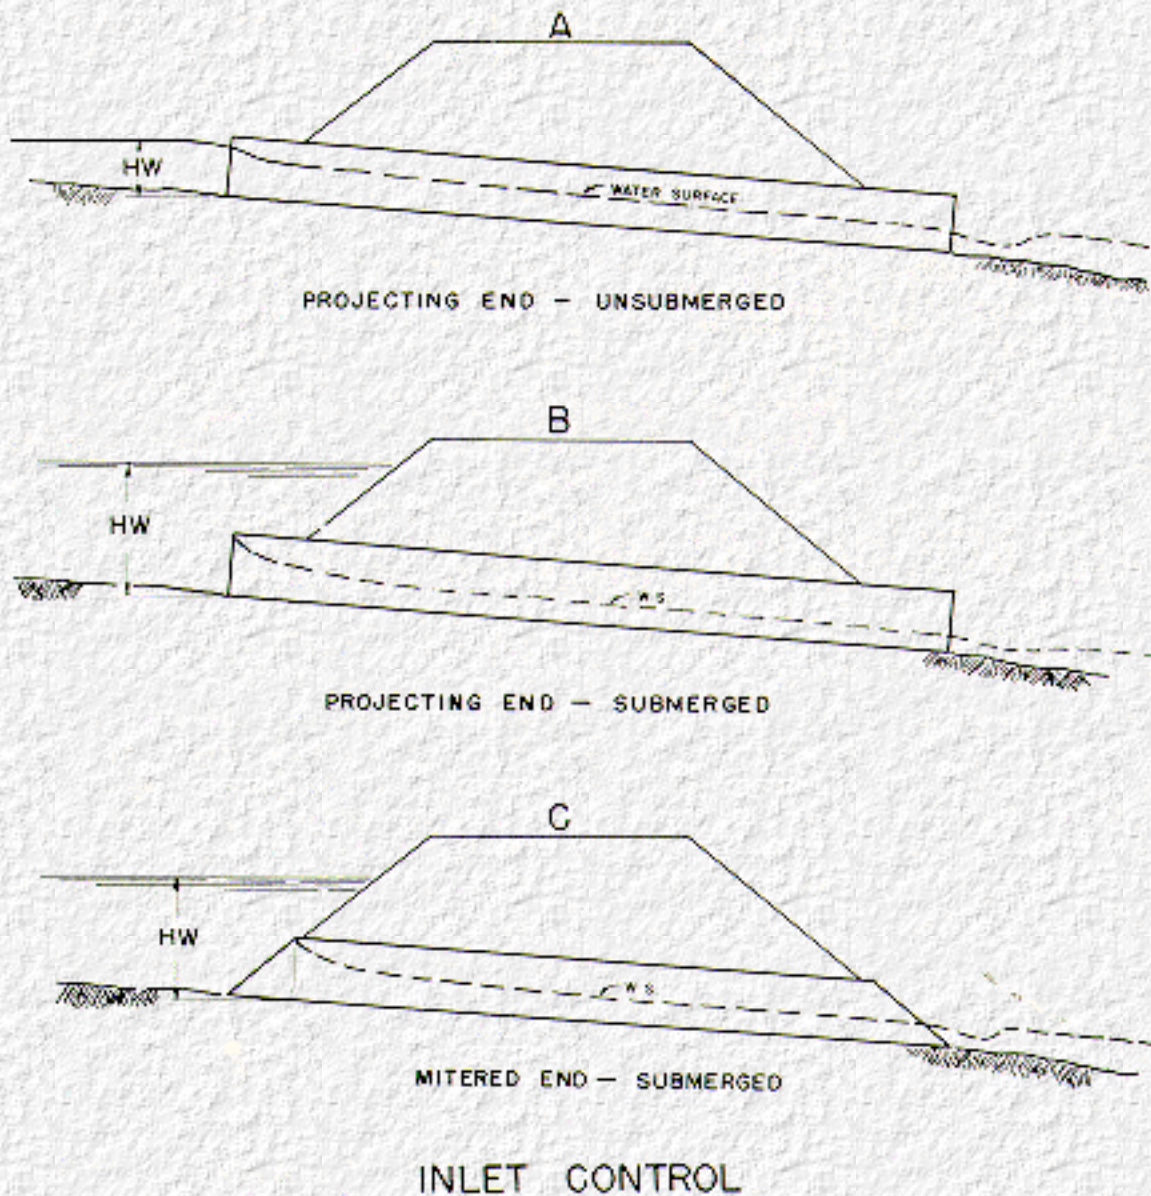 A
HW
WATER SURFACE
PROJECTING END — UNSUBMERGED
B
HW
W S
PROJECTING END — SUBMERGED
C
HW
W S
MITERED END — SUBMERGED
INLET CONTROL